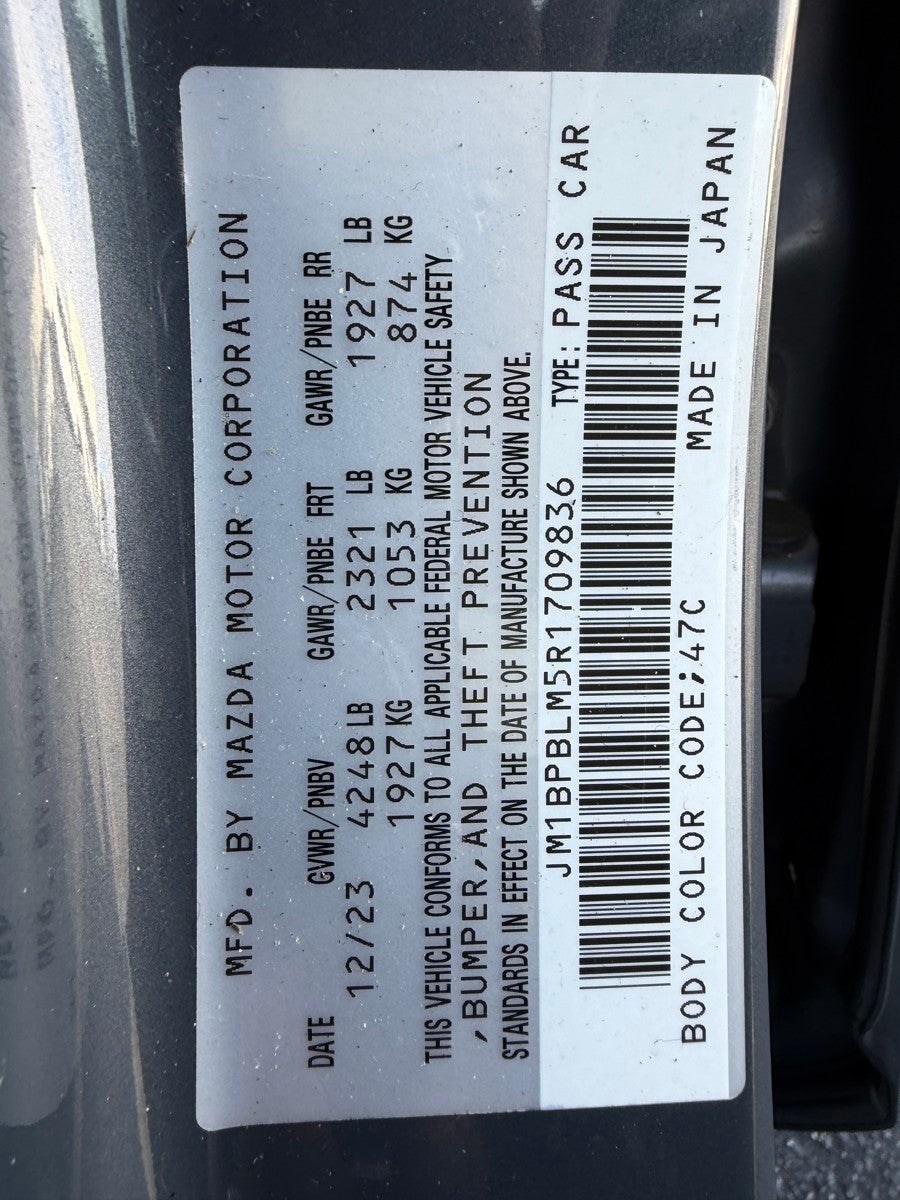 MFD. BY MAZDA MOTOR CORPORATION
DATE GVWR/PNBV GAWR/PNBE FRT GAWR/PNBE RR
12/23 4248LB 2321 LB 1927 LB
1927KG 1053 KG 874 KG
THIS VEHICLE CONFORMS TO ALL APPLICABLE FEDERAL MOTOR VEHICLE SAFETY
,BUMPER,AND THEFT PREVENTION
STANDARDS IN EFFECT ON THE DATE OF MANUFACTURE SHOWN ABOVE.
JM1BPBLM5R1709836 TYPE: PASS CAR
BODY COLOR CODE;47C MADE IN JAPAN